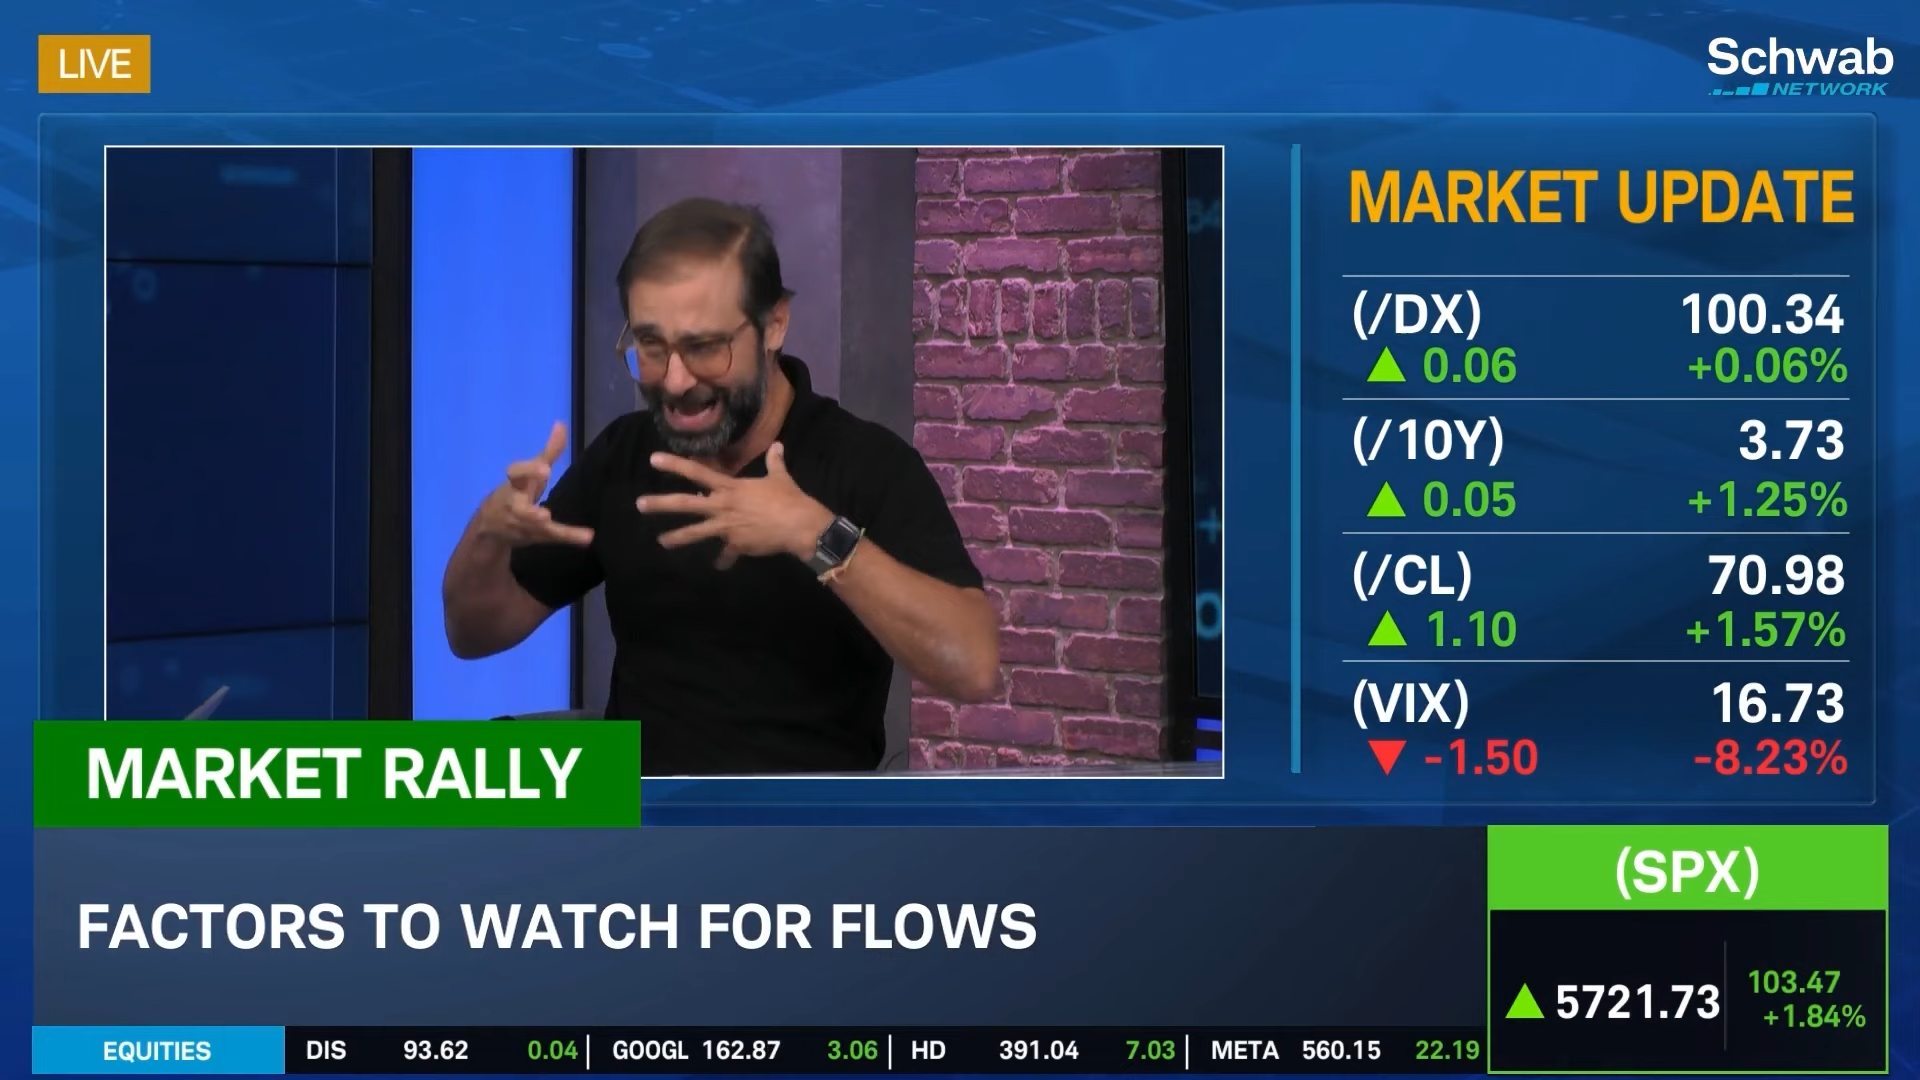 LIVE
Schwab
NETWORK
MARKET UPDATE
(/DX) 100.34
▲ 0.06 +0.06%
(/10Y) 3.73
▲ 0.05 +1.25%
(/CL) 70.98
▲ 1.10 +1.57%
(VIX) 16.73
▼ -1.50 -8.23%
MARKET RALLY
FACTORS TO WATCH FOR FLOWS
(SPX)
▲ 5721.73
103.47
+1.84%
EQUITIES DIS 93.62 0.04 GOOGL 162.87 3.06 HD 391.04 7.03 META 560.15 22.19